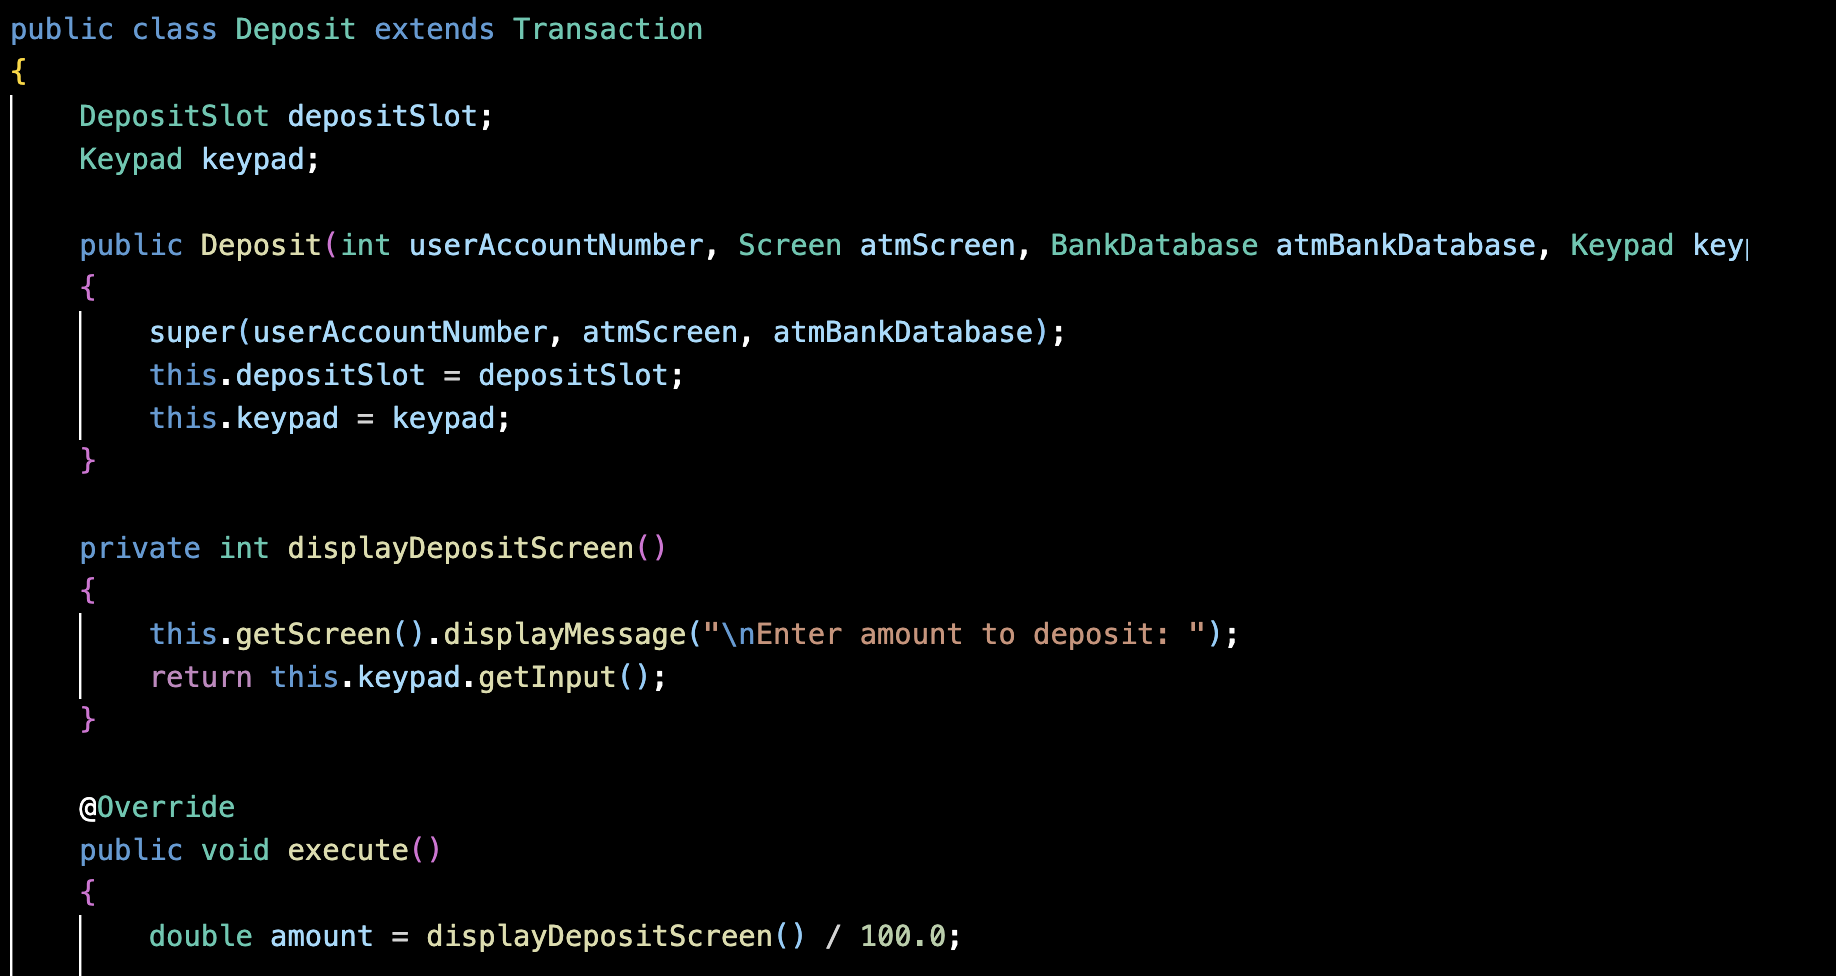 public class Deposit extends Transaction
{
    DepositSlot depositSlot;
    Keypad keypad;
    public Deposit(int userAccountNumber, Screen atmScreen, BankDatabase atmBankDatabase, Keypad key
    {
        super(userAccountNumber, atmScreen, atmBankDatabase);
        this.depositSlot = depositSlot;
        this.keypad = keypad;
    }
    private int displayDepositScreen()
    {
        this.getScreen().displayMessage("\nEnter amount to deposit: ");
        return this.keypad.getInput();
    }
    @Override
    public void execute()
    {
        double amount = displayDepositScreen() / 100.0;